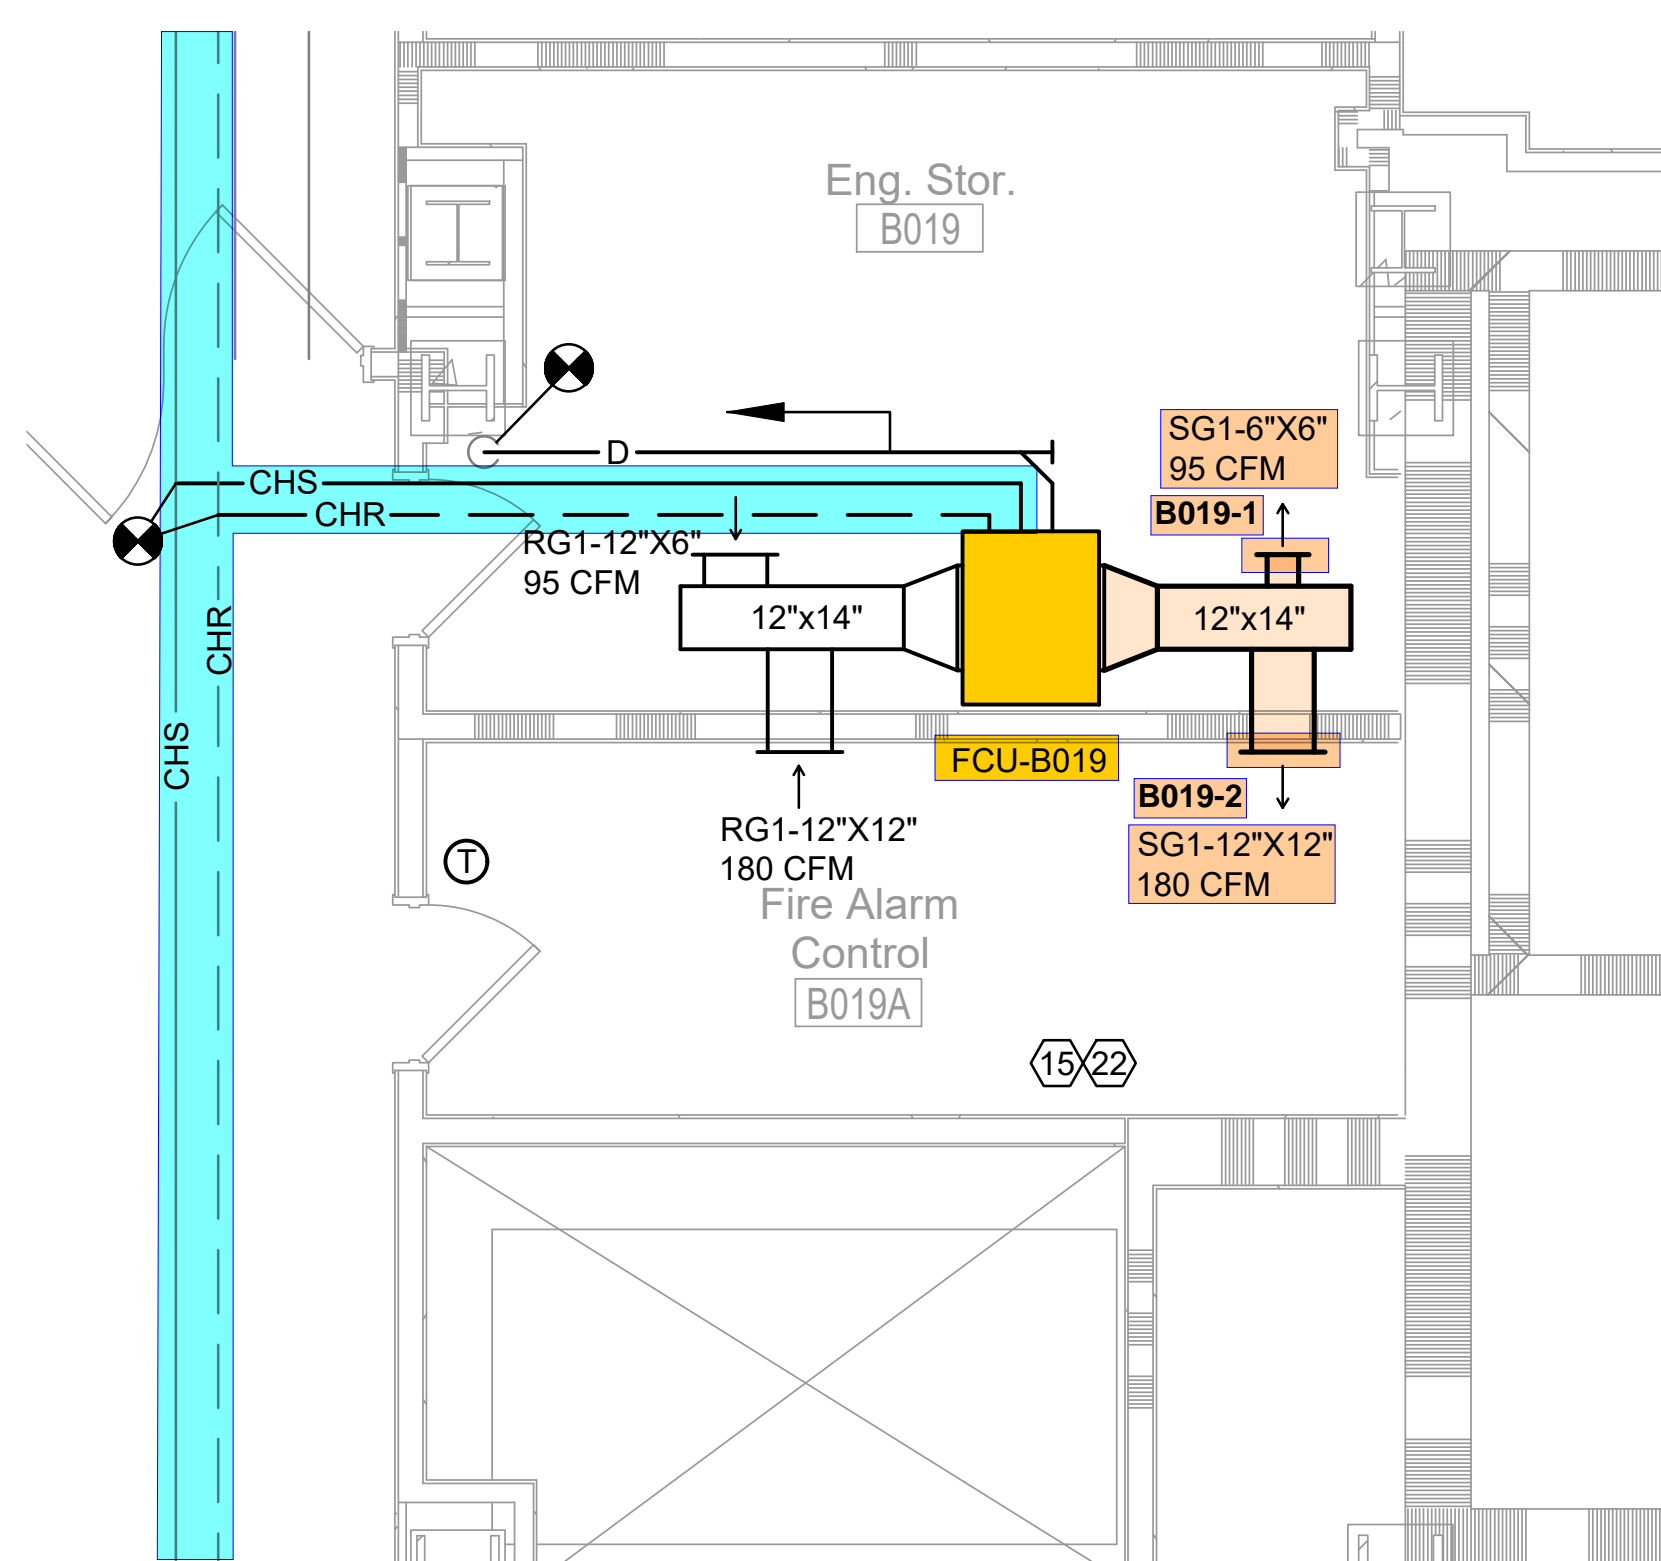 Eng. Stor.
B019
D
CHS
CHR
SG1-6"X6"
95 CFM
B019-1
RG1-12"X6"
95 CFM
12"x14"
12"x14"
CHR
CHS
FCU-B019
B019-2
RG1-12"X12"
180 CFM
SG1-12"X12"
180 CFM
T
Fire Alarm
Control
B019A
15
22